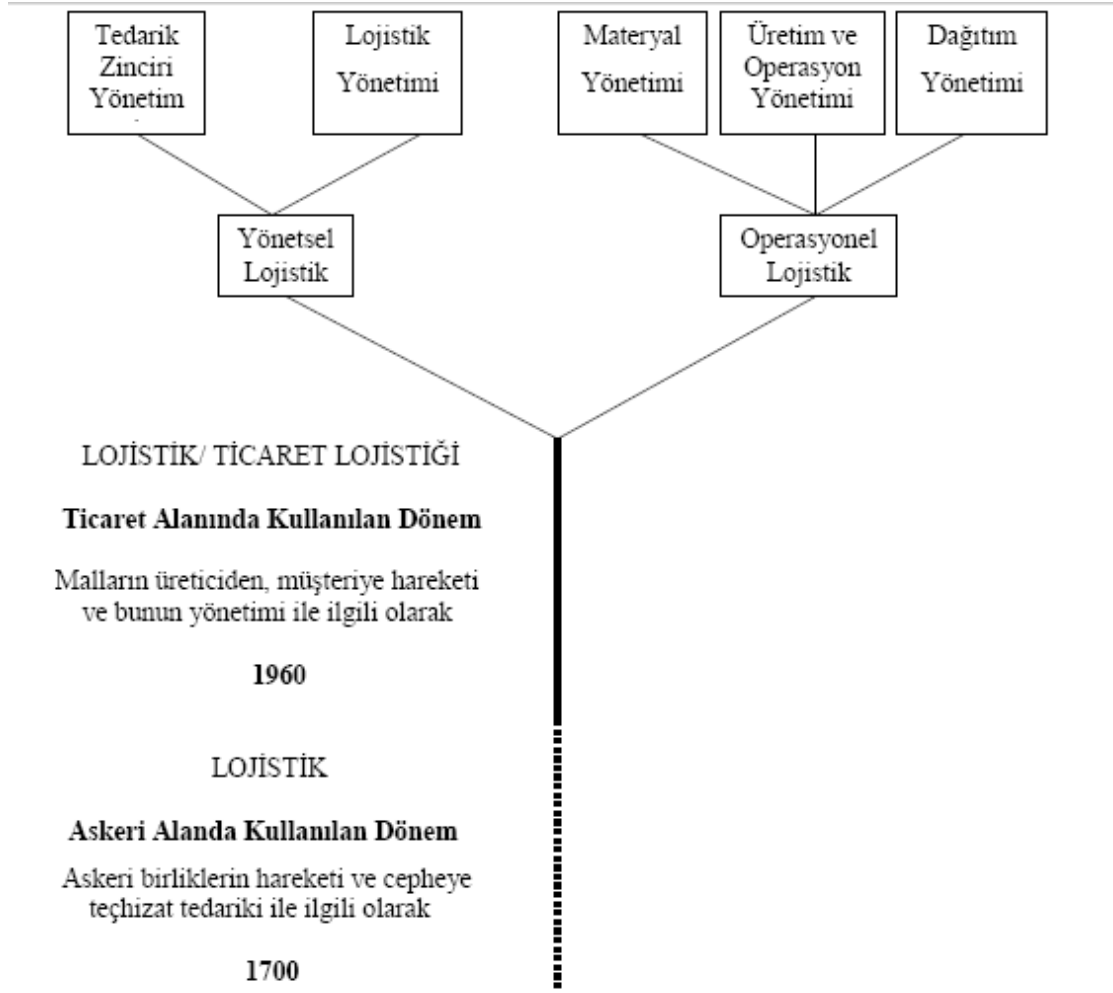 Tedarik
Zinciri
Yönetim
Lojistik
Yönetimi
Materyal
Yönetimi
Üretim ve
Operasyon
Yönetimi
Dağıtım
Yönetimi
Yönetsel
Lojistik
Operasyonel
Lojistik
LOJİSTİK/ TİCARET LOJİSTİĞİ
Ticaret Alanında Kullanılan Dönem
Malların üreticiden, müşteriye hareketi
ve bunun yönetimi ile ilgili olarak
1960
LOJİSTİK
Askeri Alanda Kullanılan Dönem
Askeri birliklerin hareketi ve cepheye
teçhizat tedariki ile ilgili olarak
1700